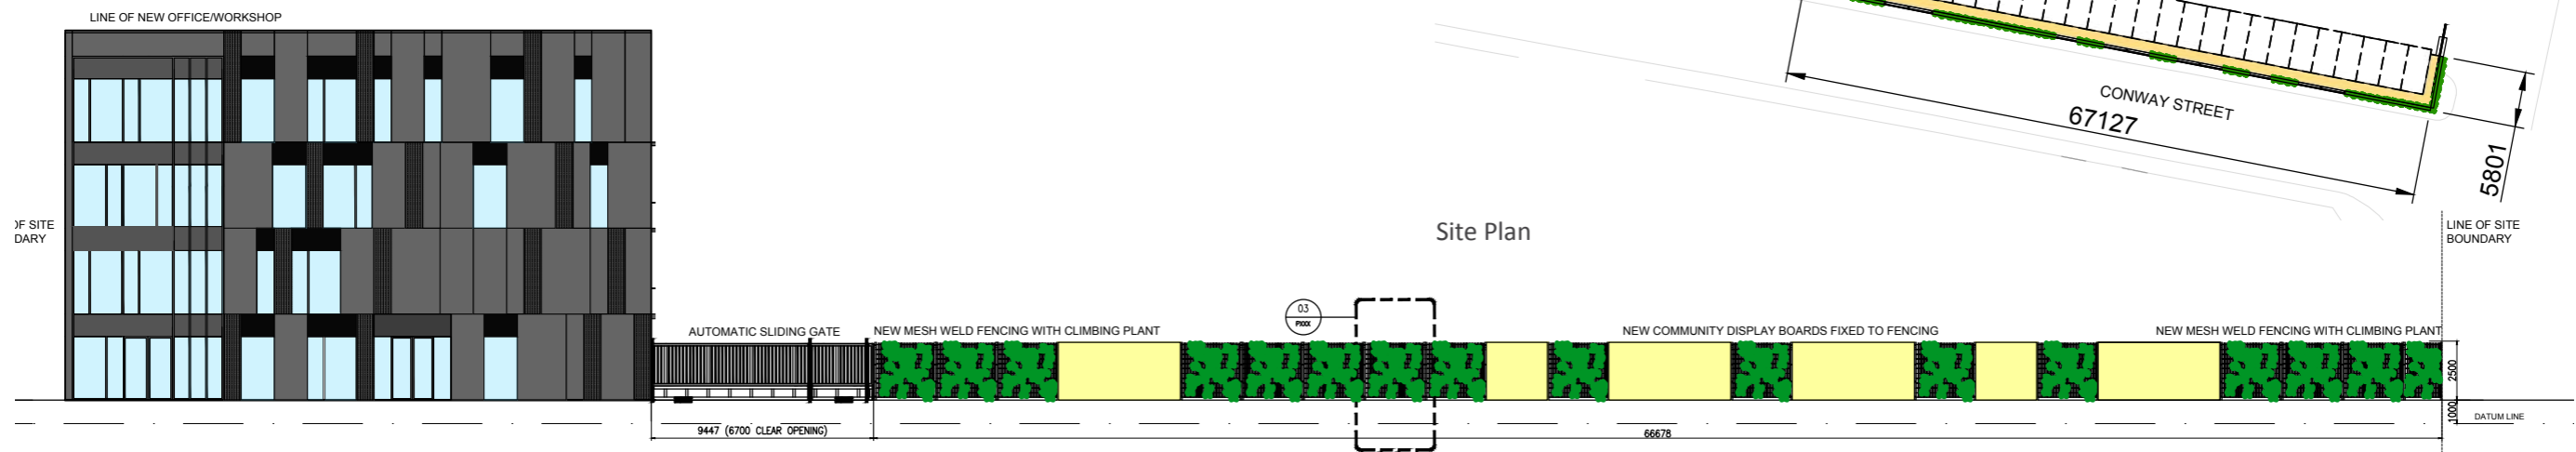 LINE OF NEW OFFICE/WORKSHOP
CONWAY STREET
67127
5801
OF SITE
DARY
Site Plan
LINE OF SITE
BOUNDARY
03
PXXX
AUTOMATIC SLIDING GATE
NEW MESH WELD FENCING WITH CLIMBING PLANT
NEW COMMUNITY DISPLAY BOARDS FIXED TO FENCING
NEW MESH WELD FENCING WITH CLIMBING PLANT
2500
1000
DATUM LINE
9447 (6700 CLEAR OPENING)
66678